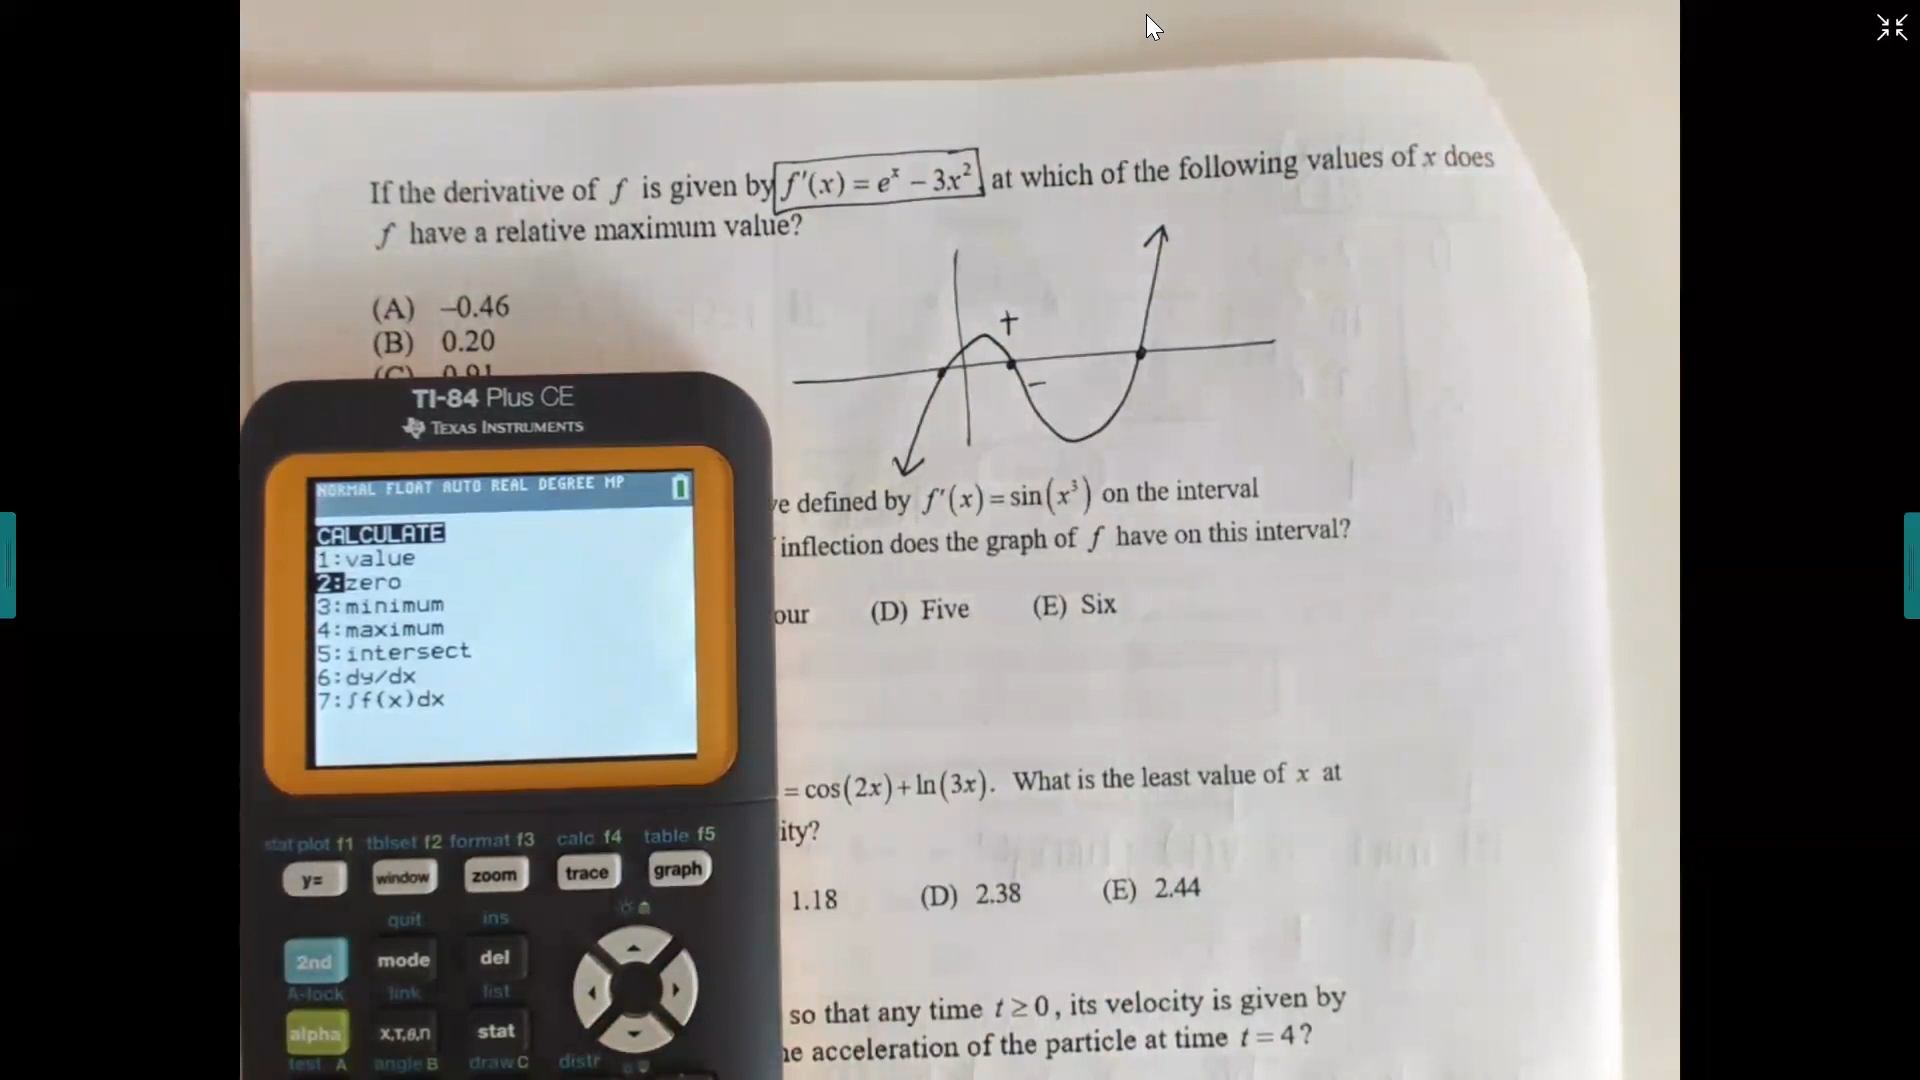 If the derivative of f is given by f'(x) = eˣ − 3x², at which of the following values of x does
f have a relative maximum value?
(A) −0.46
(B) 0.20
(C) 0.91
+
−
TI-84 Plus CE
TEXAS INSTRUMENTS
NORMAL FLOAT AUTO REAL DEGREE MP
CALCULATE
1:value
2:zero
3:minimum
4:maximum
5:intersect
6:dy/dx
7:∫f(x)dx
defined by f'(x) = sin(x³) on the interval
inflection does the graph of f have on this interval?
our (D) Five (E) Six
= cos(2x) + ln(3x). What is the least value of x at
ity?
1.18 (D) 2.38 (E) 2.44
so that any time t ≥ 0, its velocity is given by
acceleration of the particle at time t = 4?
stat plot f1 tblset f2 format f3 calc f4 table f5
y= window zoom trace graph
quit ins
2nd mode del
A-lock link list
alpha X,T,θ,n stat
test A angle B draw C distr